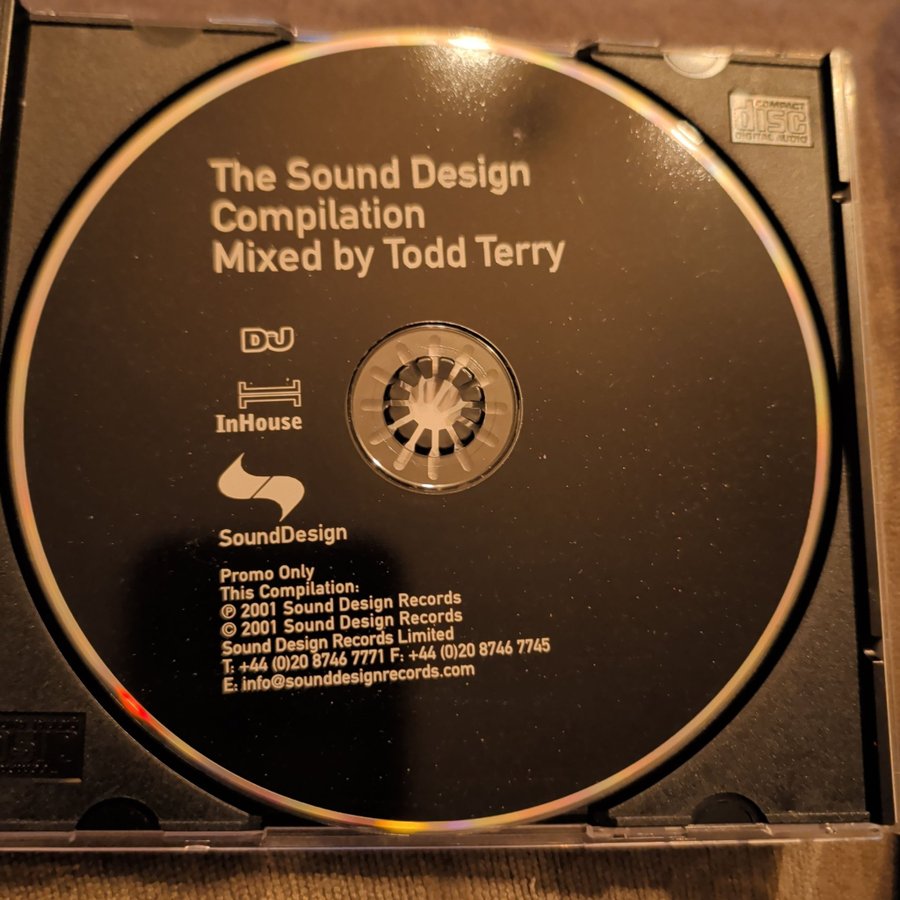 COMPACT
disc
DIGITAL AUDIO
The Sound Design
Compilation
Mixed by Todd Terry
DJ
InHouse
SoundDesign
Promo Only
This Compilation:
℗ 2001 Sound Design Records
© 2001 Sound Design Records
Sound Design Records Limited
T: +44 (0)20 8746 7771 F: +44 (0)20 8746 7745
E: info@sounddesignrecords.com